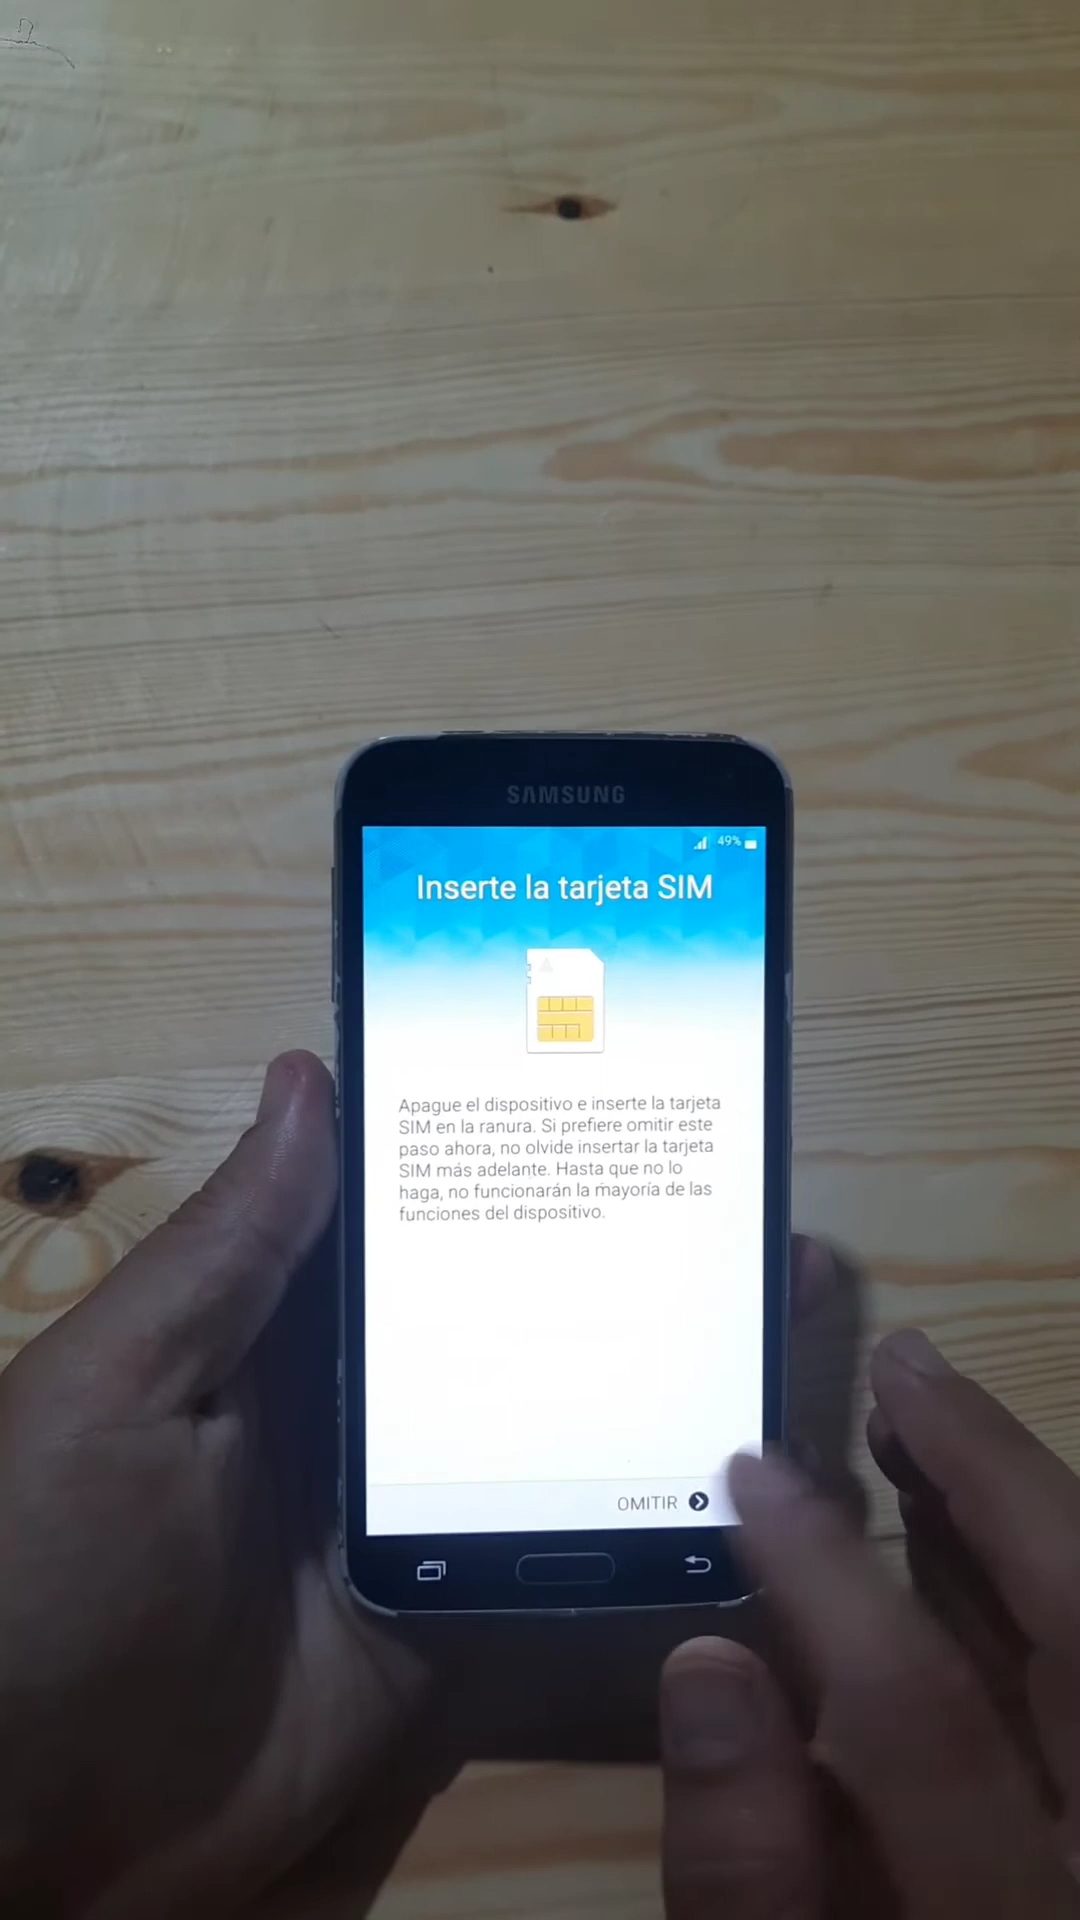 SAMSUNG
49%
Inserte la tarjeta SIM
Apague el dispositivo e inserte la tarjeta
SIM en la ranura. Si prefiere omitir este
paso ahora, no olvide insertar la tarjeta
SIM más adelante. Hasta que no lo
haga, no funcionarán la mayoría de las
funciones del dispositivo.
OMITIR